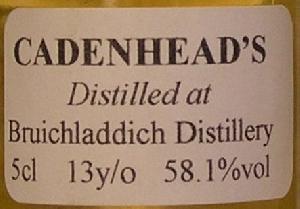 CADENHEAD'S
Distilled at
Bruichladdich Distillery
5cl 13y/o 58.1%vol